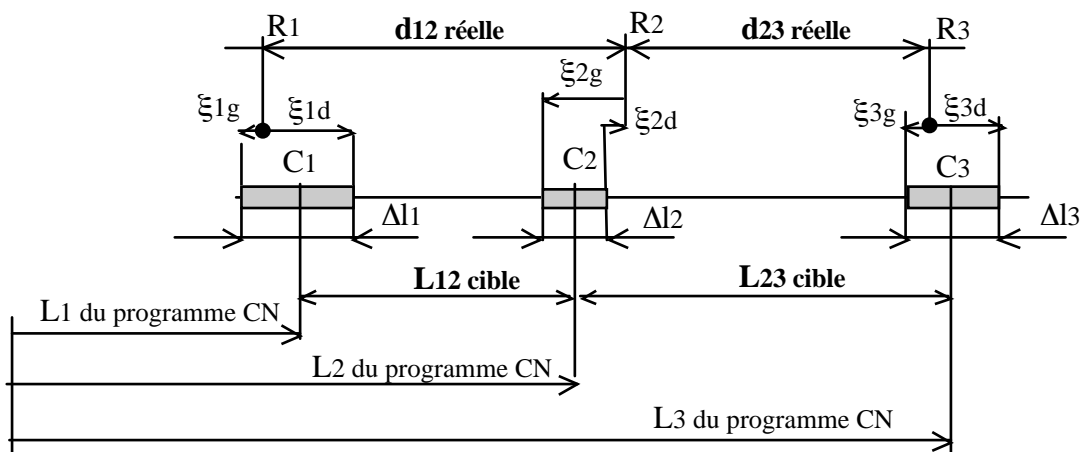 R1 d12 réelle R2 d23 réelle R3
ξ2g
ξ1g ξ1d ξ2d ξ3g ξ3d
C1 C2 C3
Δl1 Δl2 Δl3
L12 cible L23 cible
L1 du programme CN
L2 du programme CN
L3 du programme CN